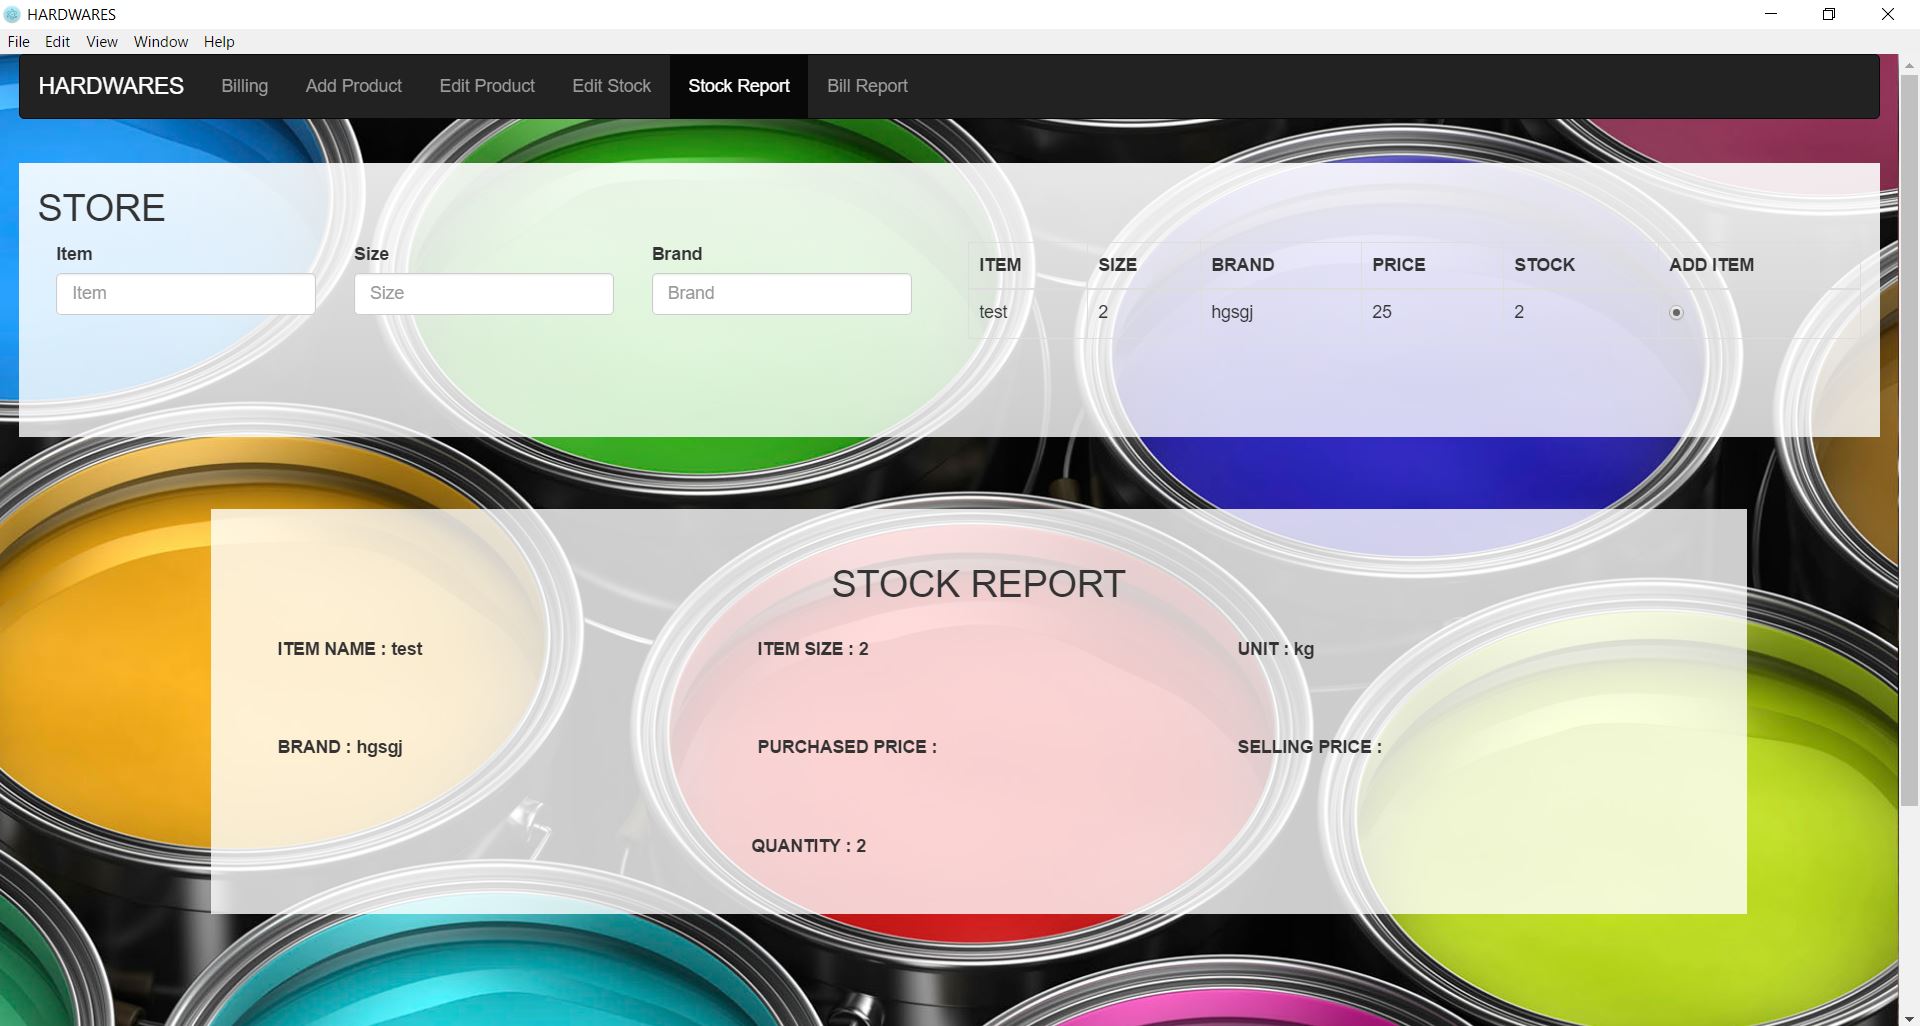 HARDWARES
File Edit View Window Help
HARDWARES Billing Add Product Edit Product Edit Stock Stock Report Bill Report
STORE
Item Size Brand
Item Size Brand
ITEM SIZE BRAND PRICE STOCK ADD ITEM
test 2 hgsgj 25 2
STOCK REPORT
ITEM NAME : test ITEM SIZE : 2 UNIT : kg
BRAND : hgsgj PURCHASED PRICE : SELLING PRICE :
QUANTITY : 2